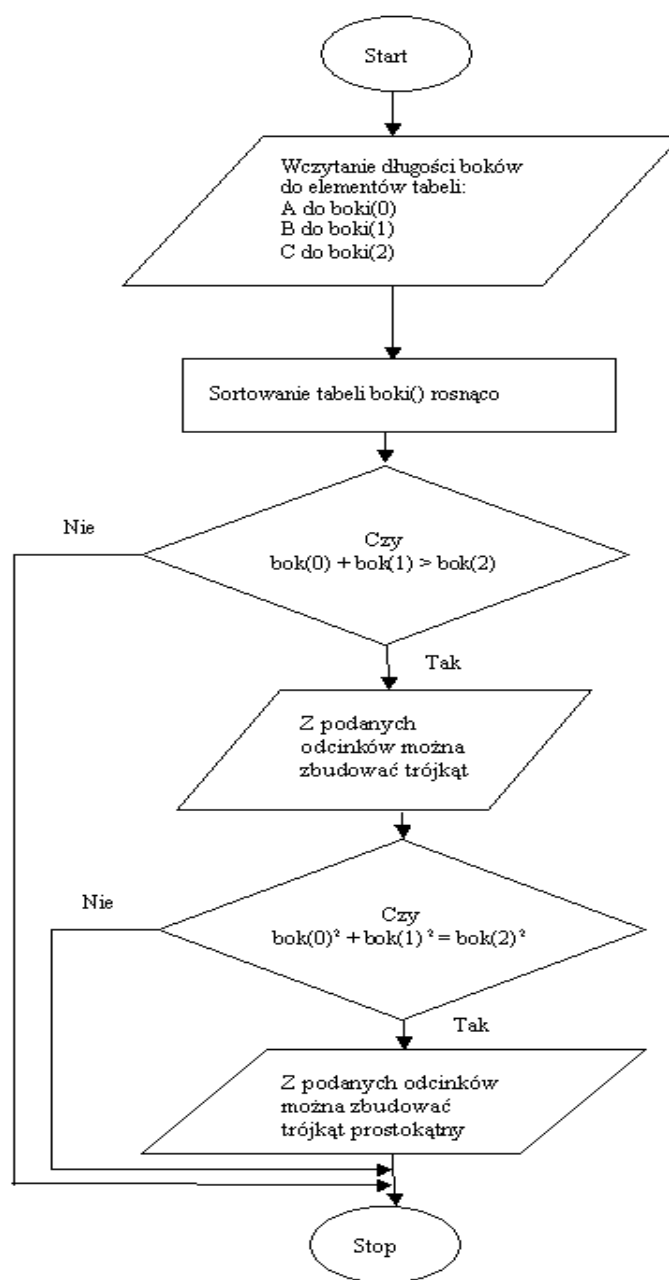 Start
Wczytanie długości boków
do elementów tabeli:
A do boki(0)
B do boki(1)
C do boki(2)
Sortowanie tabeli boki() rosnąco
Nie
Czy
bok(0) + bok(1) > bok(2)
Tak
Z podanych
odcinków można
zbudować trójkąt
Nie
Czy
bok(0)² + bok(1)² = bok(2)²
Tak
Z podanych odcinków
można zbudować
trójkąt prostokątny
Stop